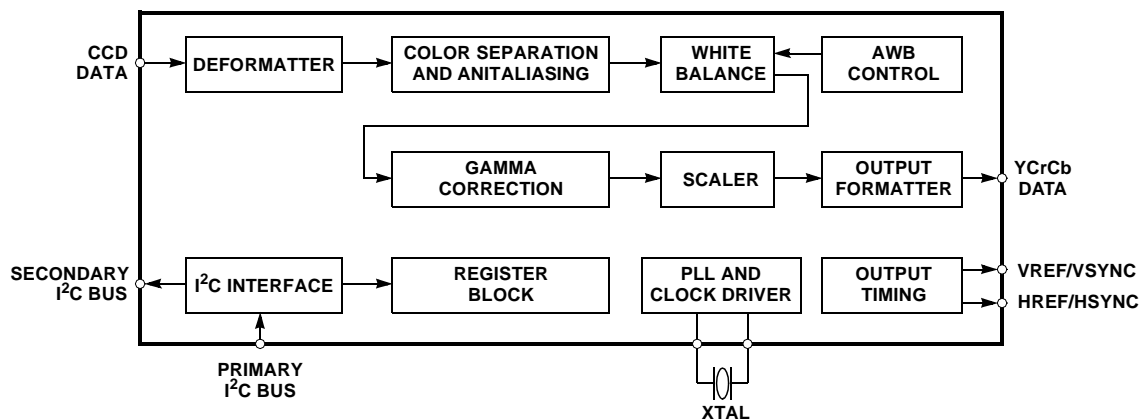 CCD
DATA
DEFORMATTER
COLOR SEPARATION
AND ANITALIASING
WHITE
BALANCE
AWB
CONTROL
GAMMA
CORRECTION
SCALER
OUTPUT
FORMATTER
YCrCb
DATA
SECONDARY
I²C BUS
I²C INTERFACE
REGISTER
BLOCK
PLL AND
CLOCK DRIVER
OUTPUT
TIMING
VREF/VSYNC
HREF/HSYNC
PRIMARY
I²C BUS
XTAL